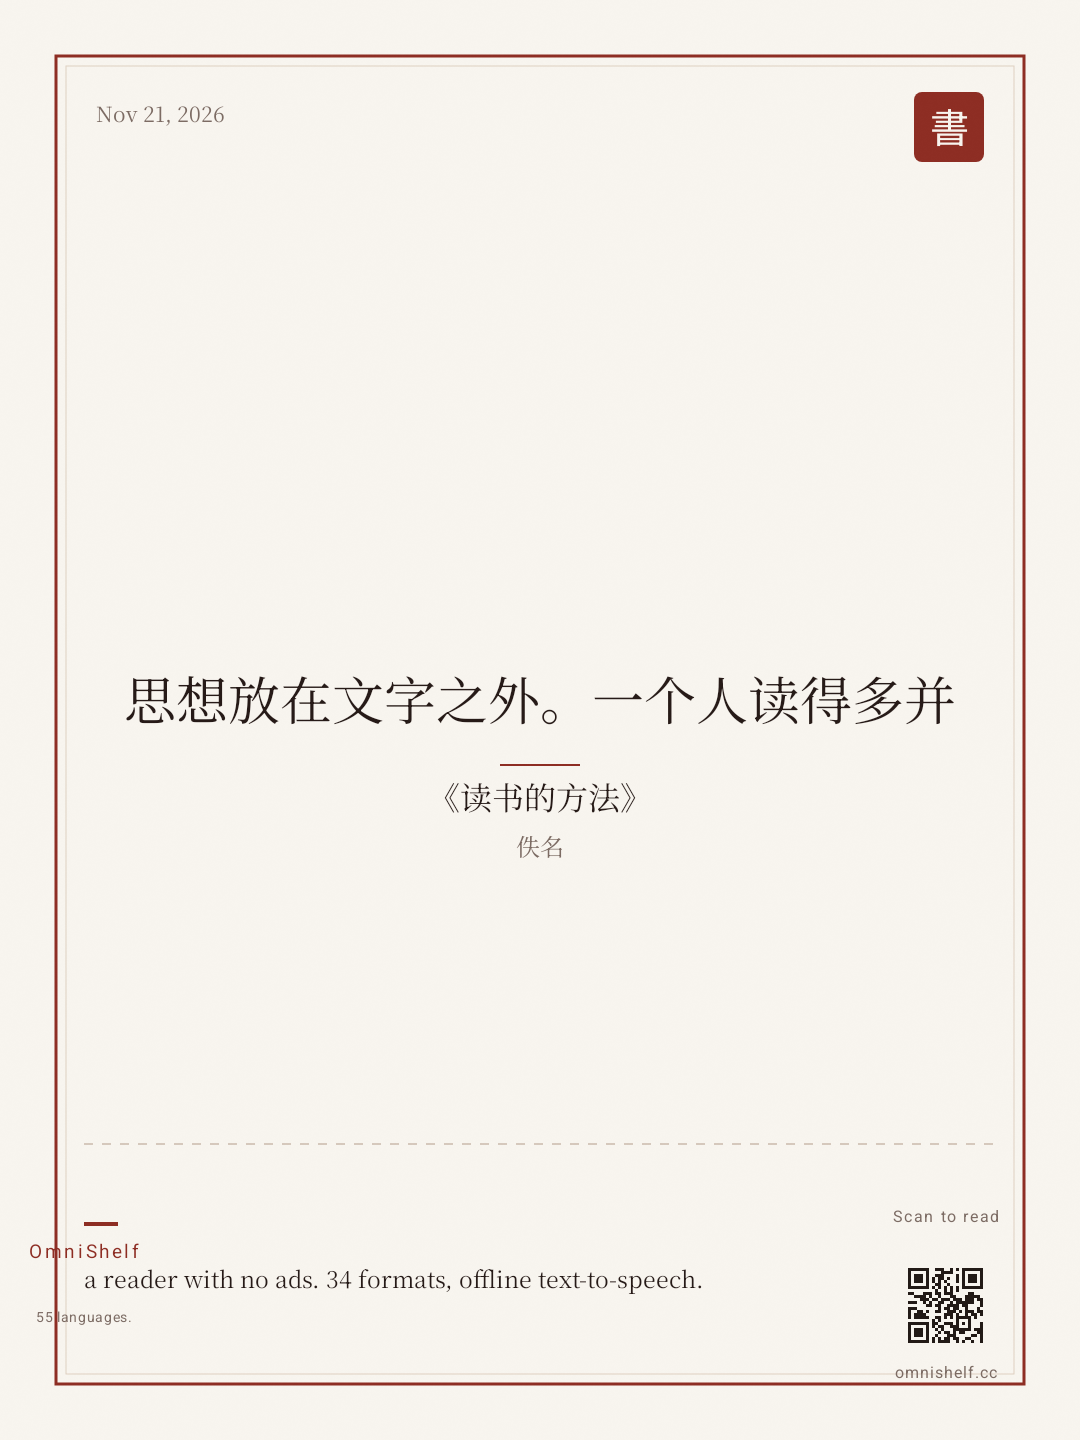 Nov 21, 2026
書
思想放在文字之外。一个人读得多并
《读书的方法》
佚名
Scan to read
OmniShelf
a reader with no ads. 34 formats, offline text-to-speech.
55 languages.
omnishelf.cc